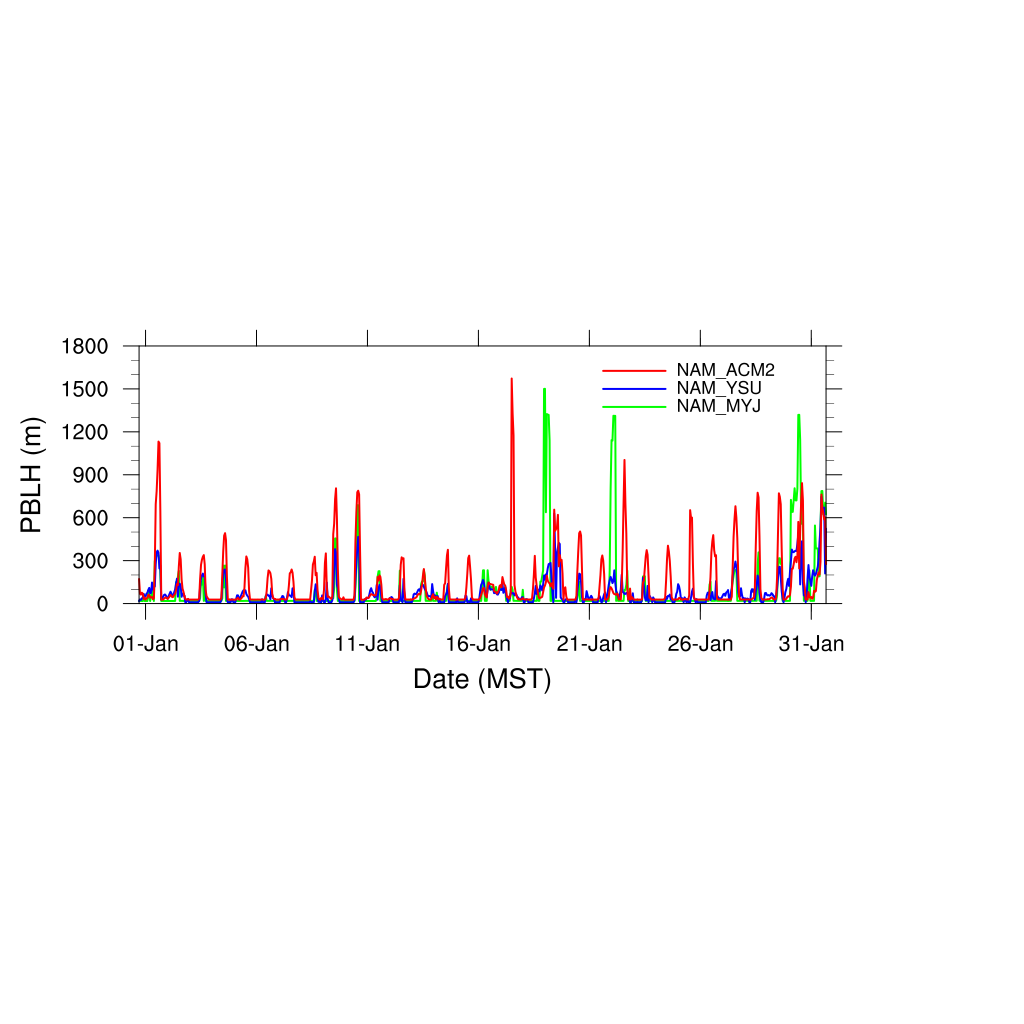 1800
1500
1200
900
600
300
0
PBLH (m)
NAM_ACM2
NAM_YSU
NAM_MYJ
01-Jan 06-Jan 11-Jan 16-Jan 21-Jan 26-Jan 31-Jan
Date (MST)